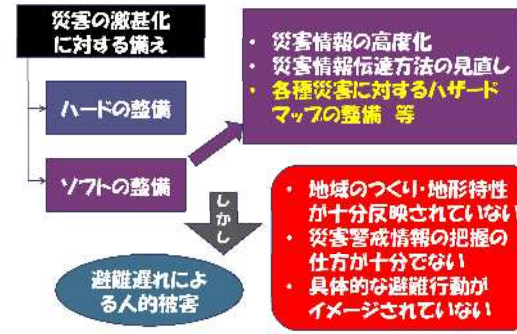 災害の激甚化
に対する備え
ハードの整備
ソフトの整備
・ 災害情報の高度化
・ 災害情報伝達方法の見直し
・ 各種災害に対するハザード
マップの整備 等
しかし
避難遅れによ
る人的被害
・ 地域のつくり・地形特性
が十分反映されていない
・ 災害警戒情報の把握の
仕方が十分でない
・ 具体的な避難行動が
イメージされていない